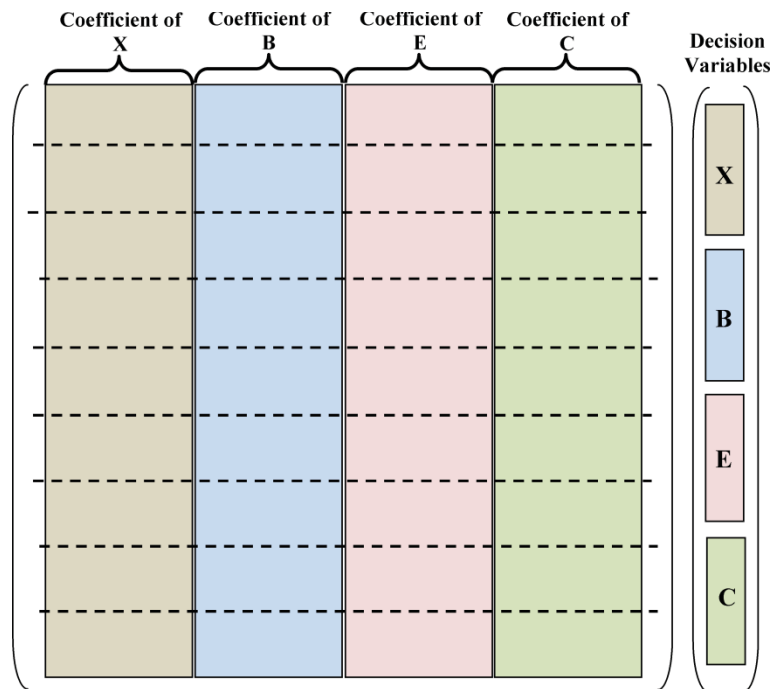 Coefficient of
X
Coefficient of
B
Coefficient of
E
Coefficient of
C
Decision
Variables
X
B
E
C